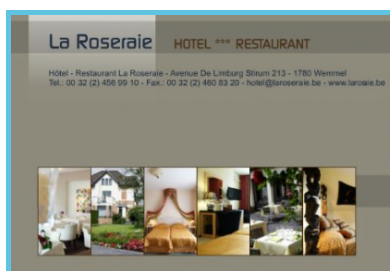 La Roseraie HOTEL *** RESTAURANT
Hôtel - Restaurant La Roseraie - Avenue De Limburg Stirum 213 - 1780 Wemmel
Tel.: 00 32 (2) 456 99 10 - Fax.: 00 32 (2) 460 83 20 - hotel@laroseraie.be - www.laroseraie.be